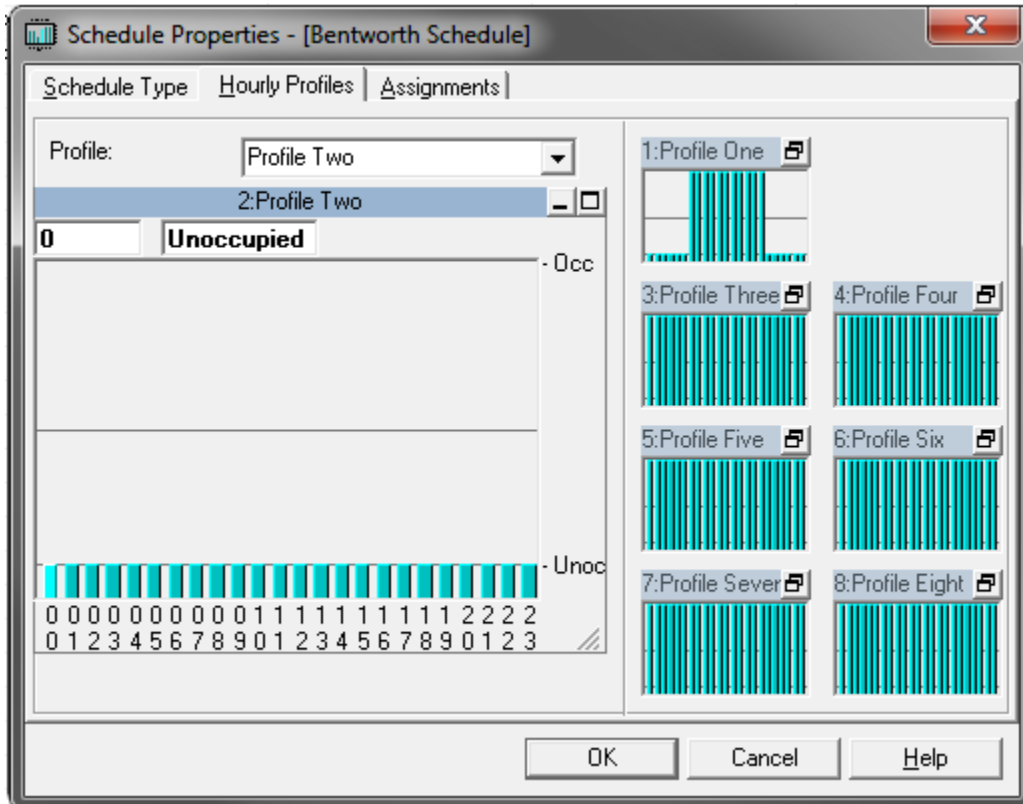 Schedule Properties - [Bentworth Schedule]
Schedule Type Hourly Profiles Assignments
Profile: Profile Two
2:Profile Two
0 Unoccupied
- Occ
- Unoc
0 0 0 0 0 0 0 0 0 0 1 1 1 1 1 1 1 1 1 1 2 2 2 2
0 1 2 3 4 5 6 7 8 9 0 1 2 3 4 5 6 7 8 9 0 1 2 3
1:Profile One
3:Profile Three 4:Profile Four
5:Profile Five 6:Profile Six
7:Profile Sever 8:Profile Eight
OK Cancel Help